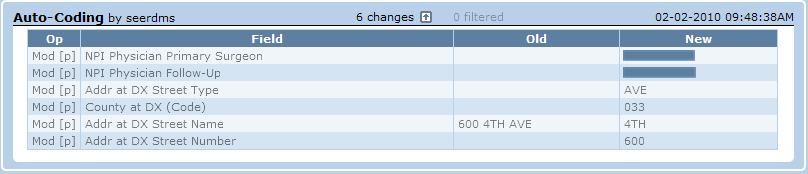 Auto-Coding by seerdms 6 changes 0 filtered 02-02-2010 09:48:38AM
Op Field Old New
Mod [p] NPI Physician Primary Surgeon
Mod [p] NPI Physician Follow-Up
Mod [p] Addr at DX Street Type AVE
Mod [p] County at DX (Code) 033
Mod [p] Addr at DX Street Name 600 4TH AVE 4TH
Mod [p] Addr at DX Street Number 600